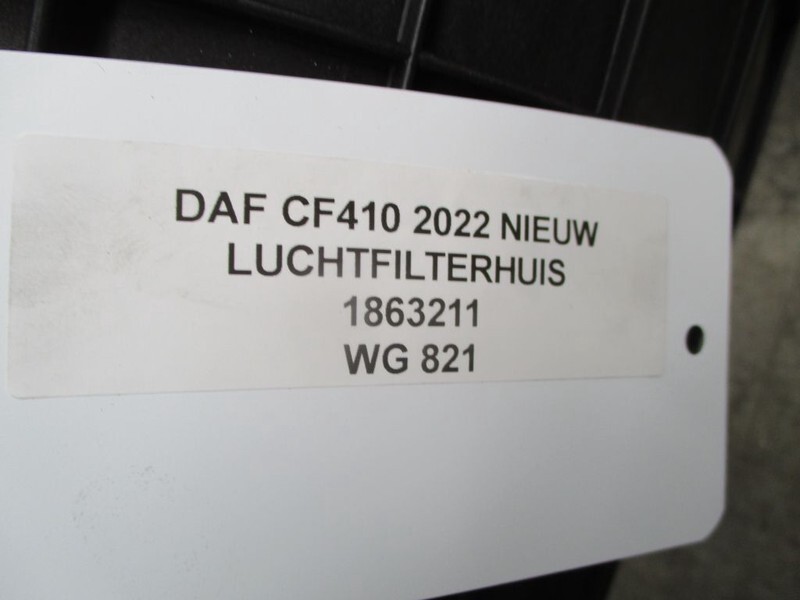 DAF CF410 2022 NIEUW
LUCHTFILTERHUIS
1863211
WG 821